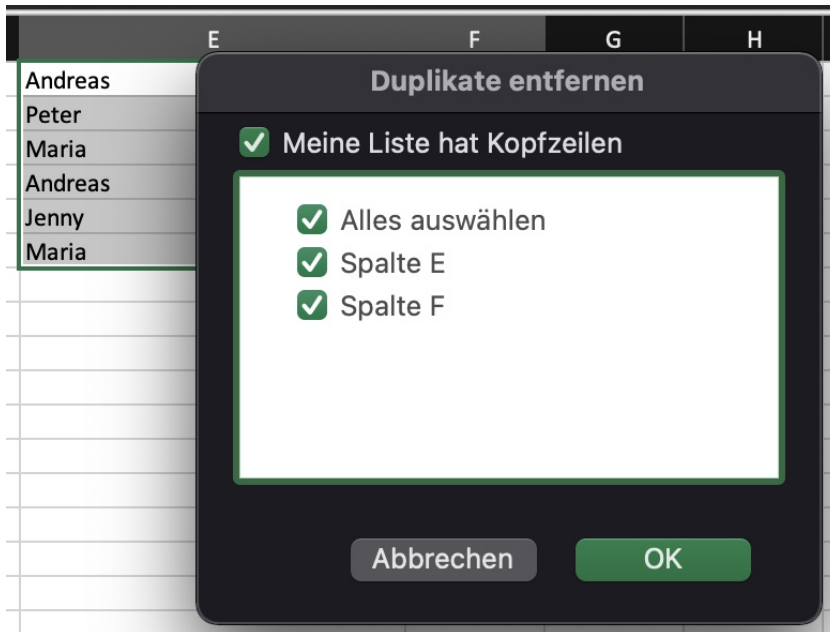 E F G H
Andreas
Peter
Maria
Andreas
Jenny
Maria
Duplikate entfernen
Meine Liste hat Kopfzeilen
Alles auswählen
Spalte E
Spalte F
Abbrechen OK